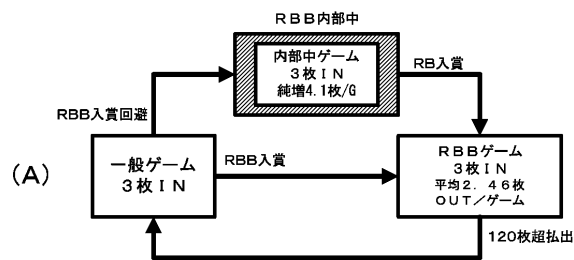 RBB内部中
内部中ゲーム
3枚IN
純増4.1枚/G
RB入賞
RBB入賞回避
(A)
一般ゲーム
3枚IN
RBB入賞
RBBゲーム
3枚IN
平均2.46枚
OUT/ゲーム
120枚超払出